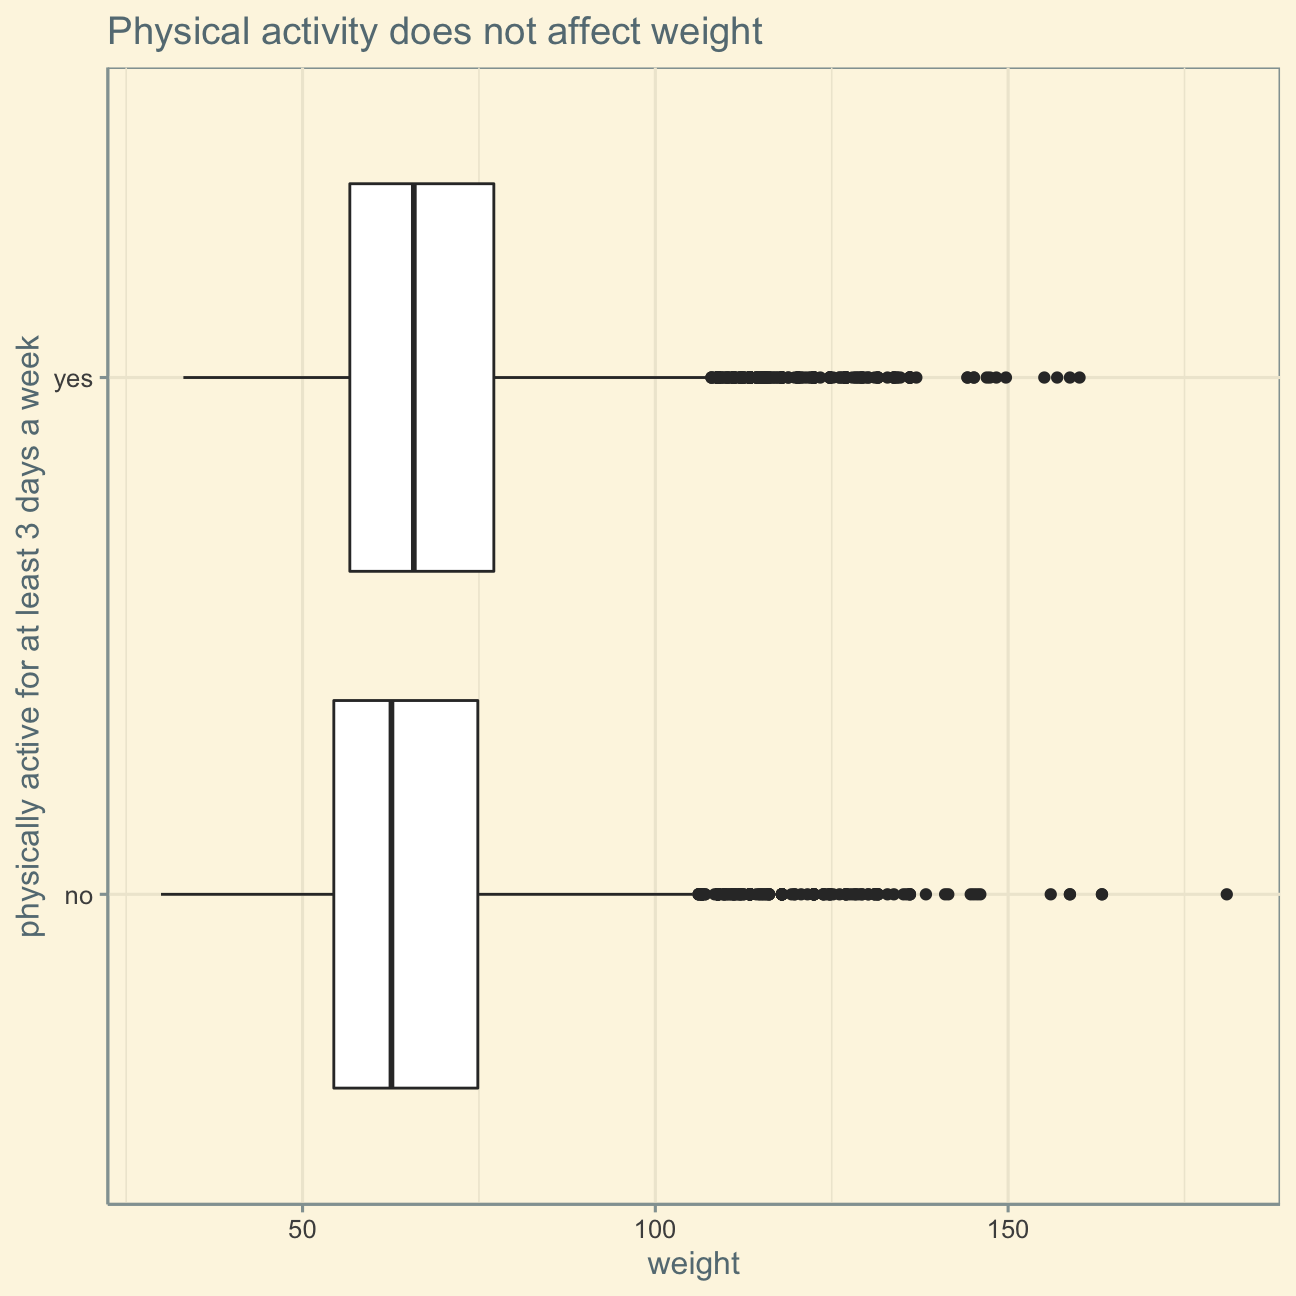 Physical activity does not affect weight
physically active for at least 3 days a week
yes
no
50
100
150
weight